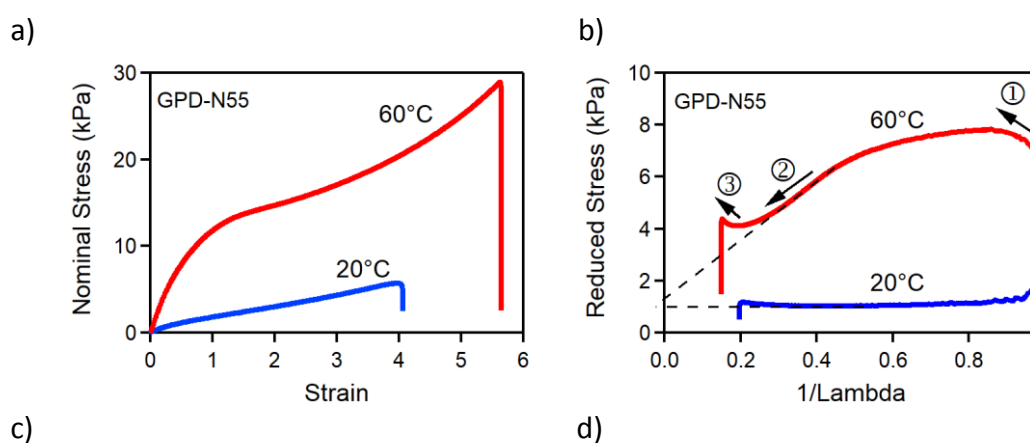 a)
b)
30
20
10
0
Nominal Stress (kPa)
GPD-N55
60°C
20°C
0 1 2 3 4 5 6
Strain
10
8
6
4
2
0
Reduced Stress (kPa)
GPD-N55
60°C
①
②
③
20°C
0.0 0.2 0.4 0.6 0.8
1/Lambda
c)
d)